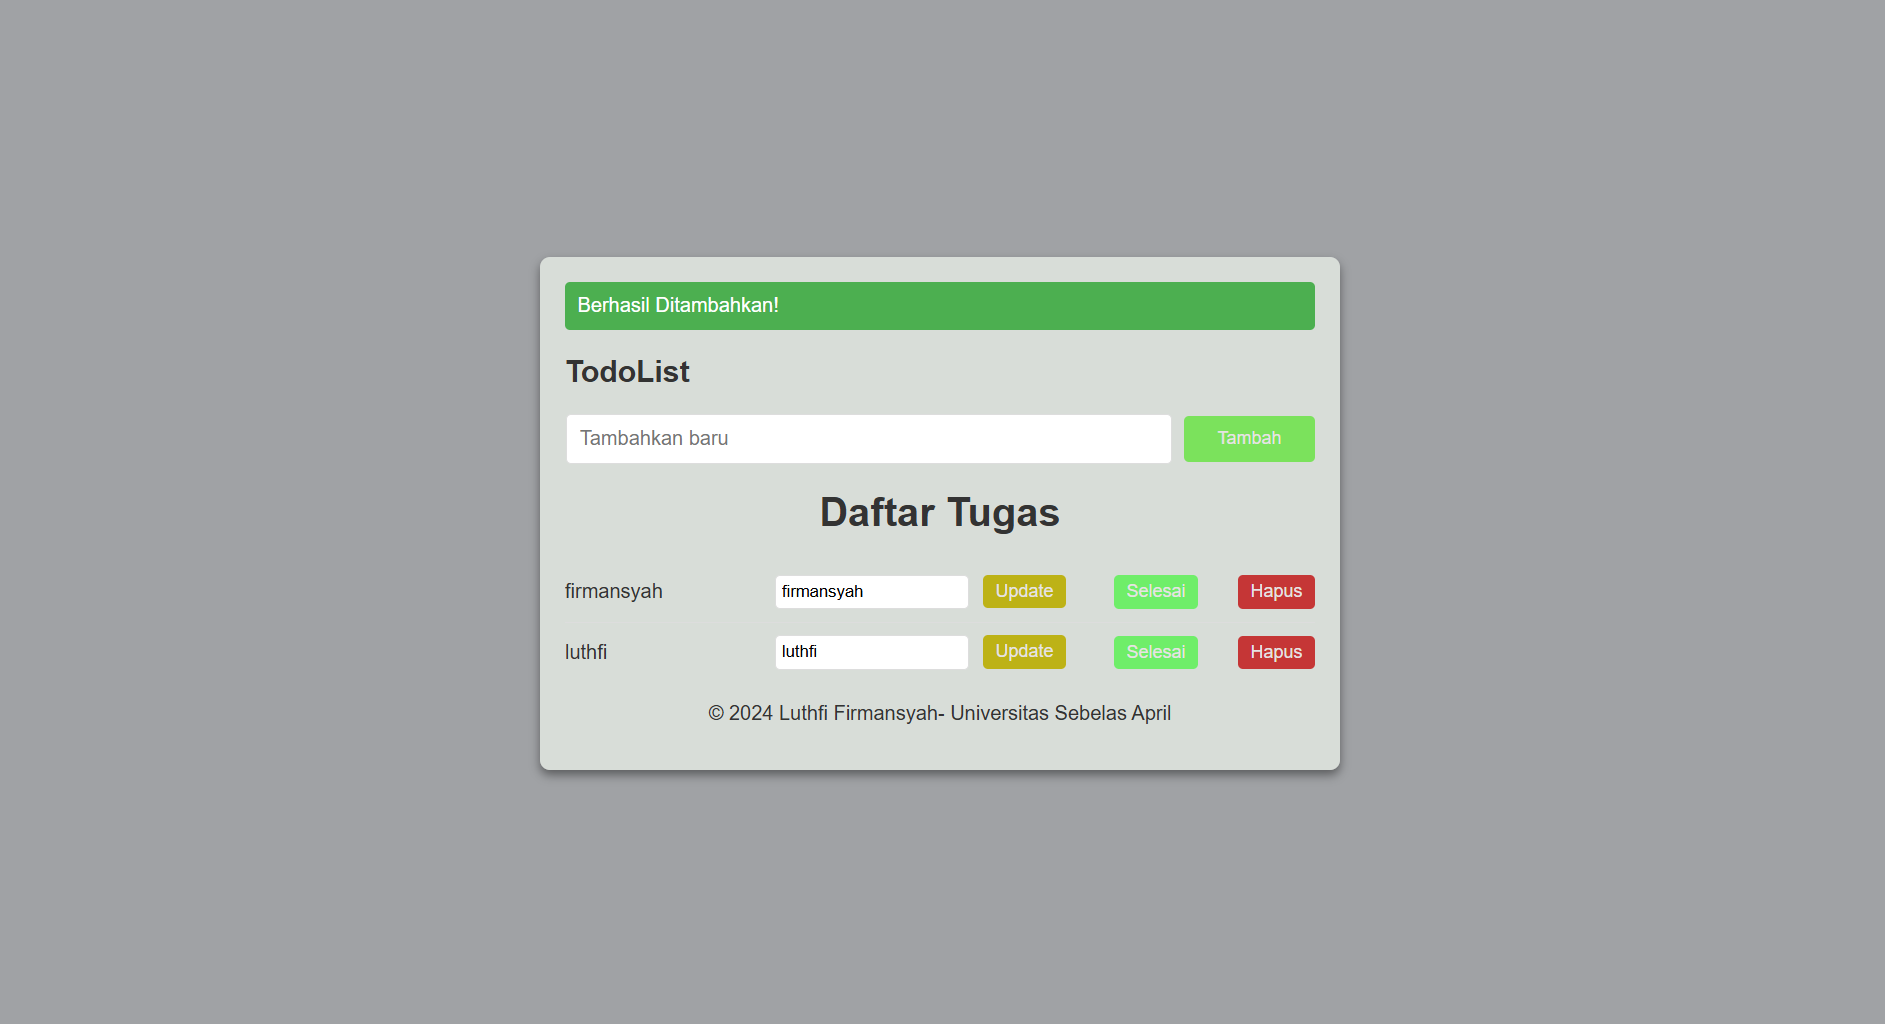 Berhasil Ditambahkan!
TodoList
Tambahkan baru Tambah
Daftar Tugas
firmansyah firmansyah Update Selesai Hapus
luthfi luthfi Update Selesai Hapus
© 2024 Luthfi Firmansyah- Universitas Sebelas April